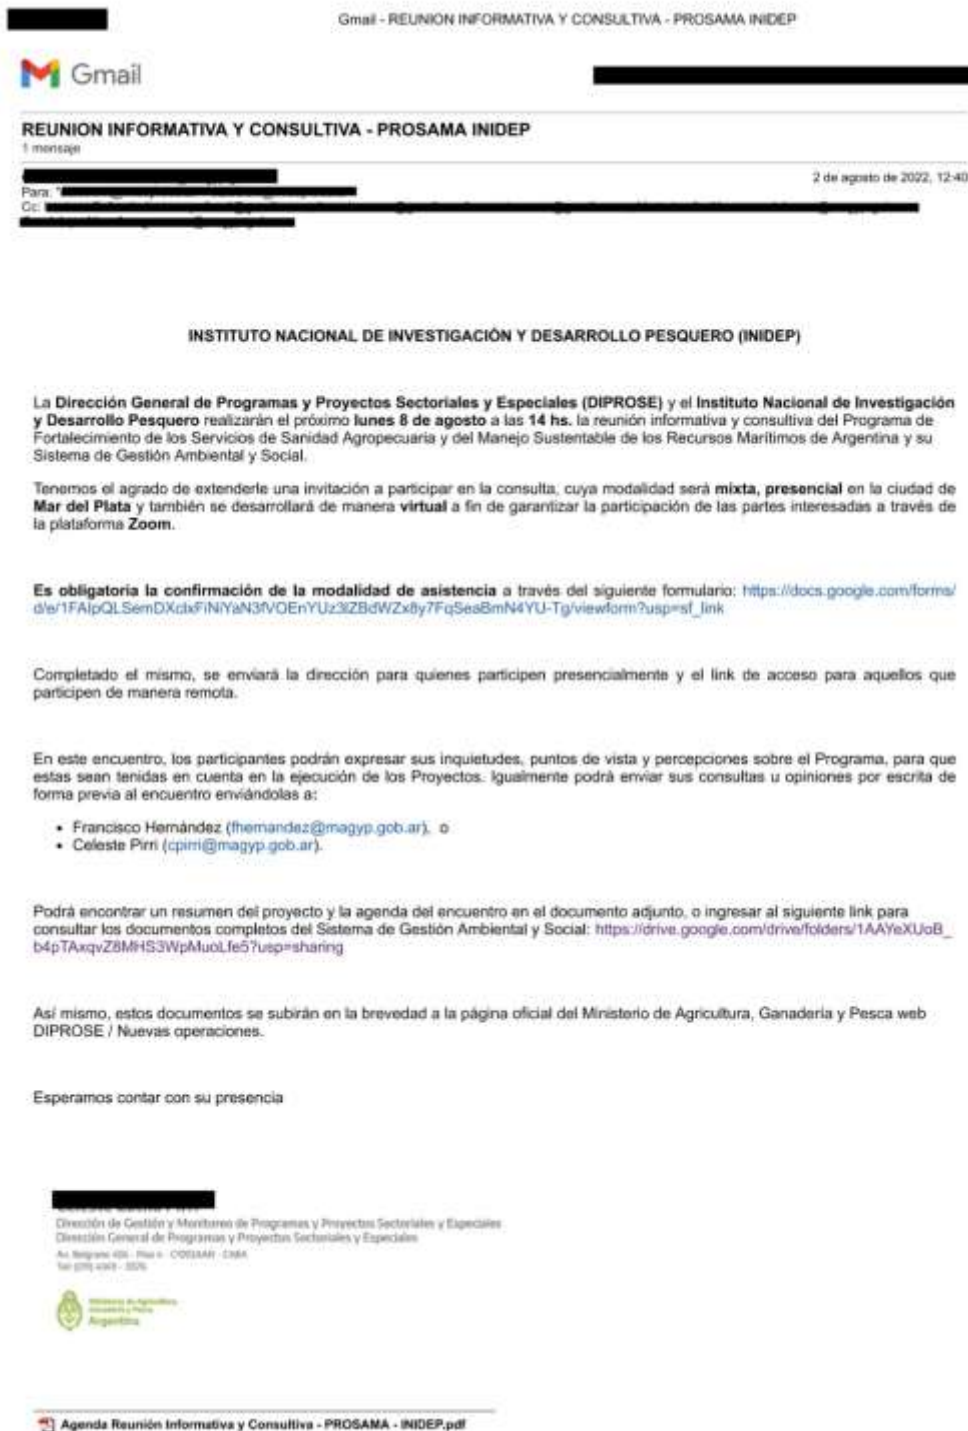 Gmail - REUNION INFORMATIVA Y CONSULTIVA - PROSAMA INIDEP
Gmail
REUNION INFORMATIVA Y CONSULTIVA - PROSAMA INIDEP
1 mensaje
2 de agosto de 2022, 12:40
Para:
Cc:
INSTITUTO NACIONAL DE INVESTIGACIÓN Y DESARROLLO PESQUERO (INIDEP)
La Dirección General de Programas y Proyectos Sectoriales y Especiales (DIPROSE) y el Instituto Nacional de Investigación
y Desarrollo Pesquero realizarán el próximo lunes 8 de agosto a las 14 hs. la reunión informativa y consultiva del Programa de
Fortalecimiento de los Servicios de Sanidad Agropecuaria y del Manejo Sustentable de los Recursos Marítimos de Argentina y su
Sistema de Gestión Ambiental y Social.
Tenemos el agrado de extenderle una invitación a participar en la consulta, cuya modalidad será mixta, presencial en la ciudad de
Mar del Plata y también se desarrollará de manera virtual a fin de garantizar la participación de las partes interesadas a través de
la plataforma Zoom.
Es obligatoria la confirmación de la modalidad de asistencia a través del siguiente formulario: https://docs.google.com/forms/
Completado el mismo, se enviará la dirección para quienes participen presencialmente y el link de acceso para aquellos que
participen de manera remota.
En este encuentro, los participantes podrán expresar sus inquietudes, puntos de vista y percepciones sobre el Programa, para que
estas sean tenidas en cuenta en la ejecución de los Proyectos. Igualmente podrá enviar sus consultas u opiniones por escrita de
forma previa al encuentro enviándolas a:
• Francisco Hernández (fhernandez@magyp.gob.ar), o
• Celeste Pirri (cpirri@magyp.gob.ar).
Podrá encontrar un resumen del proyecto y la agenda del encuentro en el documento adjunto, o ingresar al siguiente link para
consultar los documentos completos del Sistema de Gestión Ambiental y Social: https://drive.google.com/drive/folders/1AAYeXUoB_
b4pTAxqvZ8MHS3WpMuoLfe5?usp=sharing
Así mismo, estos documentos se subirán en la brevedad a la página oficial del Ministerio de Agricultura, Ganadería y Pesca web
DIPROSE / Nuevas operaciones.
Esperamos contar con su presencia
Dirección de Gestión y Monitoreo de Programas y Proyectos Sectoriales y Especiales
Dirección General de Programas y Proyectos Sectoriales y Especiales
Ministerio de Agricultura,
Ganadería y Pesca
Argentina
Agenda Reunión Informativa y Consultiva - PROSAMA - INIDEP.pdf